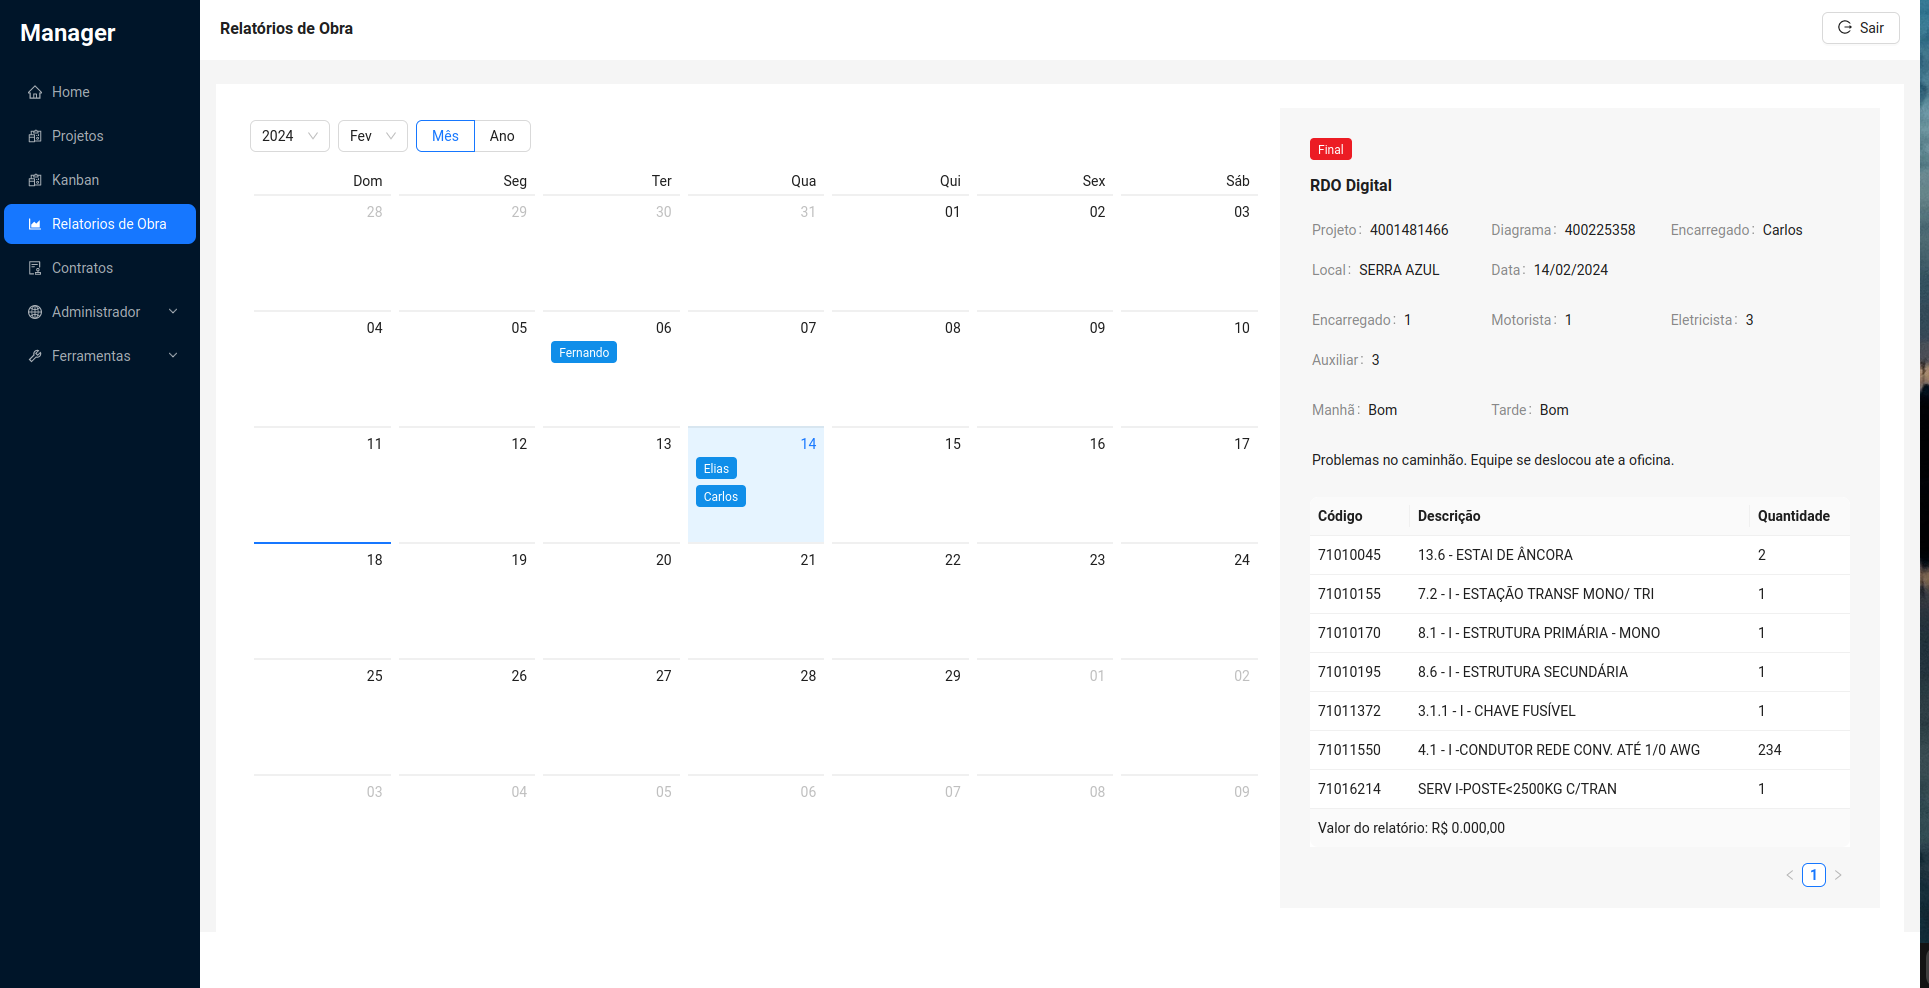 Manager
Home
Projetos
Kanban
Relatorios de Obra
Contratos
Administrador
Ferramentas
Relatórios de Obra
Sair
2024 Fev Mês Ano
Dom Seg Ter Qua Qui Sex Sáb
28 29 30 31 01 02 03
04 05 06 07 08 09 10
Fernando
11 12 13 14 15 16 17
Elias
Carlos
18 19 20 21 22 23 24
25 26 27 28 29 01 02
03 04 05 06 07 08 09
Final
RDO Digital
Projeto: 4001481466 Diagrama: 400225358 Encarregado: Carlos
Local: SERRA AZUL Data: 14/02/2024
Encarregado: 1 Motorista: 1 Eletricista: 3
Auxiliar: 3
Manhã: Bom Tarde: Bom
Problemas no caminhão. Equipe se deslocou ate a oficina.
Código Descrição Quantidade
71010045 13.6 - ESTAI DE ÂNCORA 2
71010155 7.2 - I - ESTAÇÃO TRANSF MONO/ TRI 1
71010170 8.1 - I - ESTRUTURA PRIMÁRIA - MONO 1
71010195 8.6 - I - ESTRUTURA SECUNDÁRIA 1
71011372 3.1.1 - I - CHAVE FUSÍVEL 1
71011550 4.1 - I -CONDUTOR REDE CONV. ATÉ 1/0 AWG 234
71016214 SERV I-POSTE<2500KG C/TRAN 1
Valor do relatório: R$ 0.000,00
< 1 >